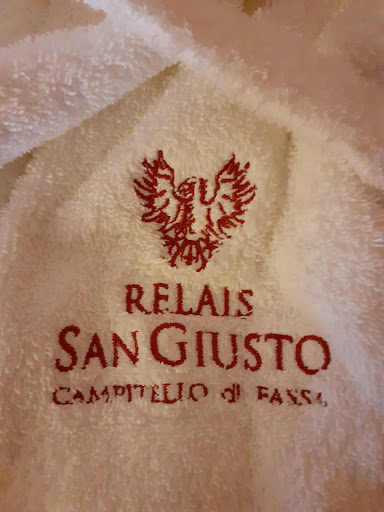 RELAIS
SAN GIUSTO
CAMPITELLO di FASSA